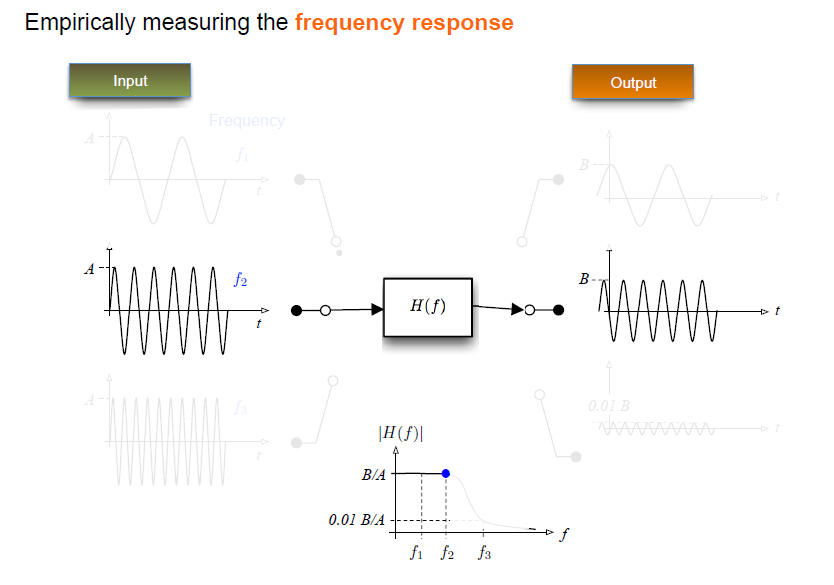 Empirically measuring the frequency response
Input
Output
Frequency
A
f₁
t
B
t
A
f₂
t
H(f)
B
t
A
f₃
t
0.01 B
t
|H(f)|
B/A
0.01 B/A
f
f₁ f₂ f₃